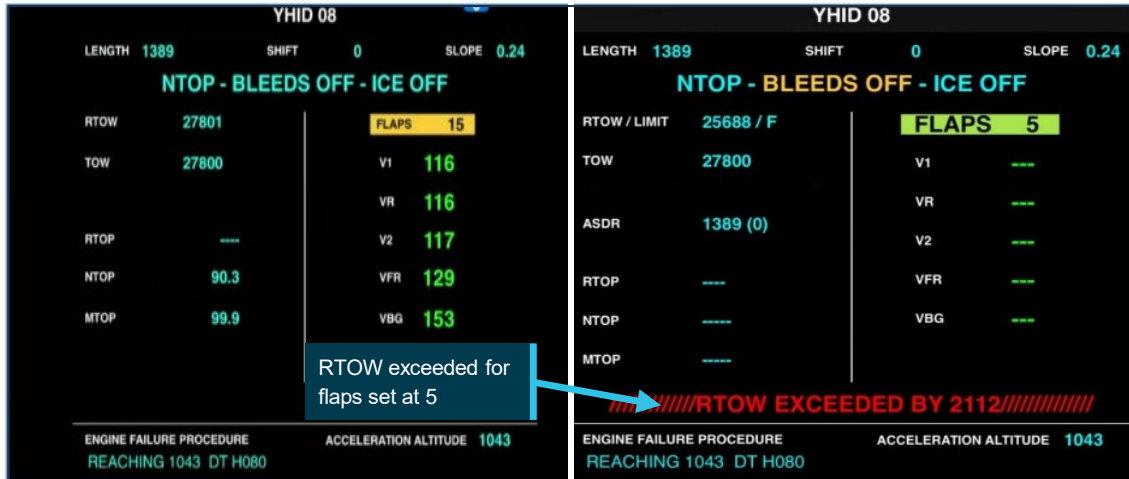 YHID 08
LENGTH 1389 SHIFT 0 SLOPE 0.24
NTOP - BLEEDS OFF - ICE OFF
RTOW 27801 FLAPS 15
TOW 27800 V1 116
VR 116
RTOP ---- V2 117
NTOP 90.3 VFR 129
MTOP 99.9 VBG 153
RTOW exceeded for
flaps set at 5
ENGINE FAILURE PROCEDURE ACCELERATION ALTITUDE 1043
REACHING 1043 DT H080
YHID 08
LENGTH 1389 SHIFT 0 SLOPE 0.24
NTOP - BLEEDS OFF - ICE OFF
RTOW / LIMIT 25688 / F FLAPS 5
TOW 27800 V1 ---
VR ---
ASDR 1389 (0) V2 ---
RTOP ---- VFR ---
NTOP ----- VBG ---
MTOP -----
/////////////RTOW EXCEEDED BY 2112//////////////
ENGINE FAILURE PROCEDURE ACCELERATION ALTITUDE 1043
REACHING 1043 DT H080